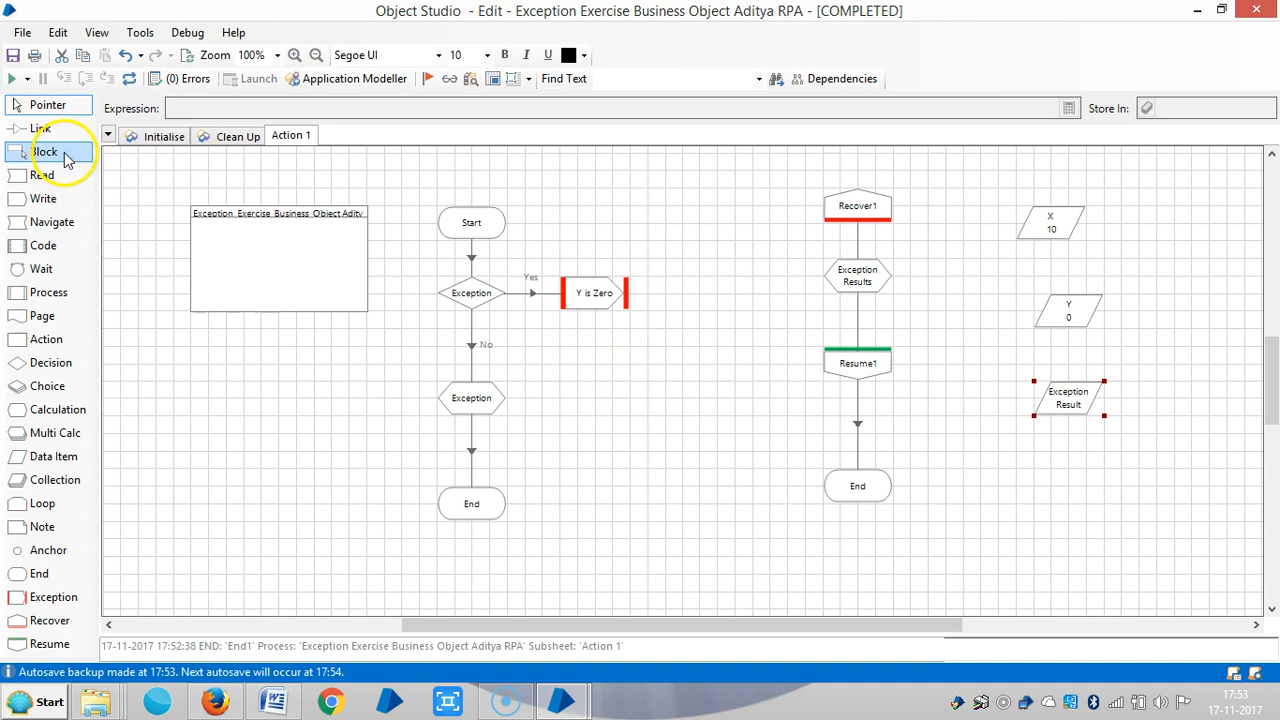 Object Studio - Edit - Exception Exercise Business Object Aditya RPA - [COMPLETED]
File Edit View Tools Debug Help
Zoom 100% Segoe UI 10 B I U
(0) Errors Launch Application Modeller Find Text Dependencies
Pointer
Expression: Store In:
Link
Initialise Clean Up Action 1
Block
Read
Write
Navigate
Code
Wait
Process
Page
Action
Decision
Choice
Calculation
Multi Calc
Data Item
Collection
Loop
Note
Anchor
End
Exception
Recover
Resume
Exception Exercise Business Object Adity
Start
Exception
Yes
Y is Zero
No
Exception
End
Recover1
Exception
Results
Resume1
End
X
10
Y
0
Exception
Result
17-11-2017 17:52:38 END: 'End1' Process: 'Exception Exercise Business Object Aditya RPA' Subsheet: 'Action 1'
Autosave backup made at 17:53. Next autosave will occur at 17:54.
Start
17:53
17-11-2017